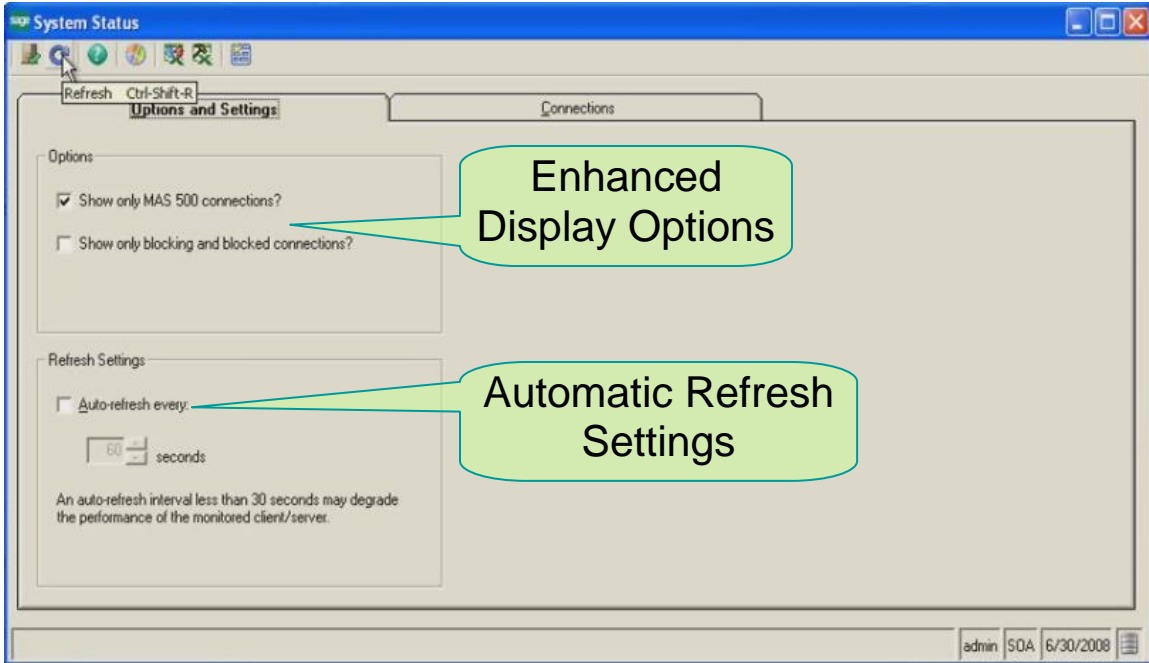 sage System Status
Refresh Ctrl-Shift-R
Options and Settings
Connections
Options
Show only MAS 500 connections?
Show only blocking and blocked connections?
Enhanced
Display Options
Refresh Settings
Auto-refresh every:
60 seconds
An auto-refresh interval less than 30 seconds may degrade
the performance of the monitored client/server.
Automatic Refresh
Settings
admin SOA 6/30/2008